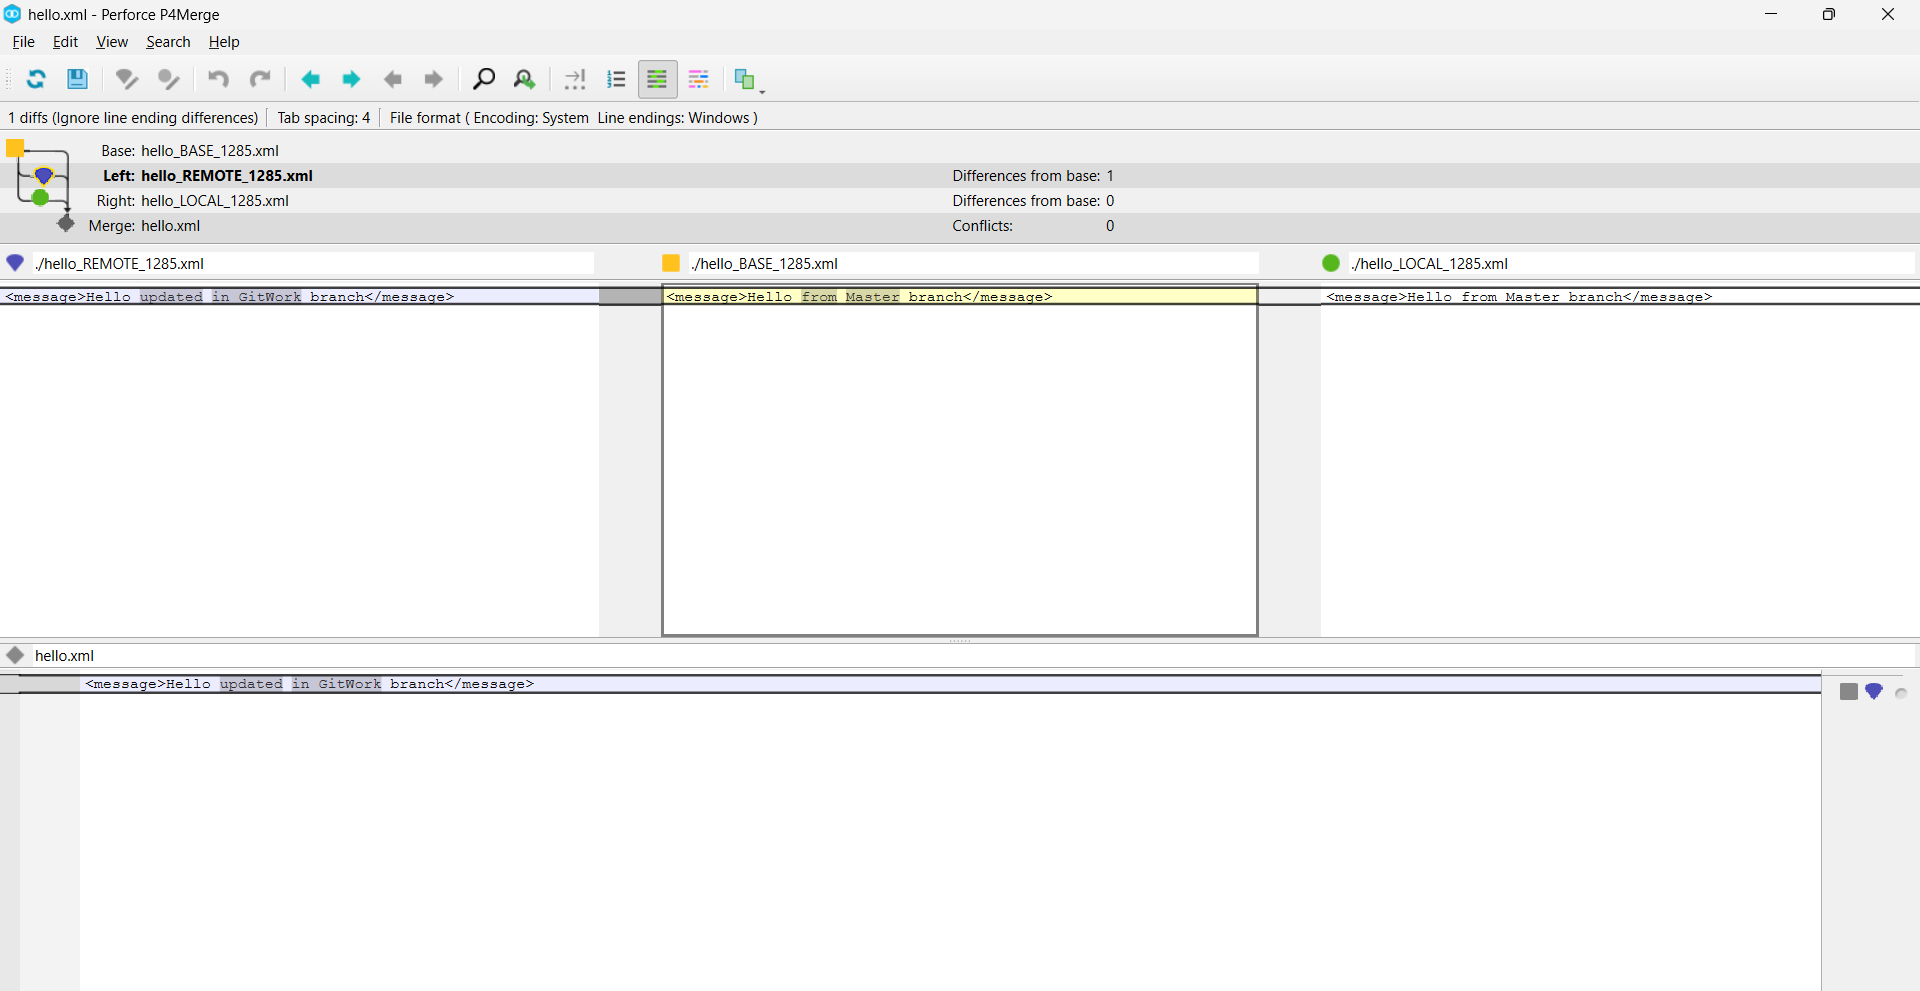 hello.xml - Perforce P4Merge
File Edit View Search Help
1 diffs (Ignore line ending differences) Tab spacing: 4 File format ( Encoding: System Line endings: Windows )
Base: hello_BASE_1285.xml
Left: hello_REMOTE_1285.xml Differences from base: 1
Right: hello_LOCAL_1285.xml Differences from base: 0
Merge: hello.xml Conflicts: 0
./hello_REMOTE_1285.xml ./hello_BASE_1285.xml ./hello_LOCAL_1285.xml
<message>Hello updated in GitWork branch</message> <message>Hello from Master branch</message> <message>Hello from Master branch</message>
hello.xml
<message>Hello updated in GitWork branch</message>